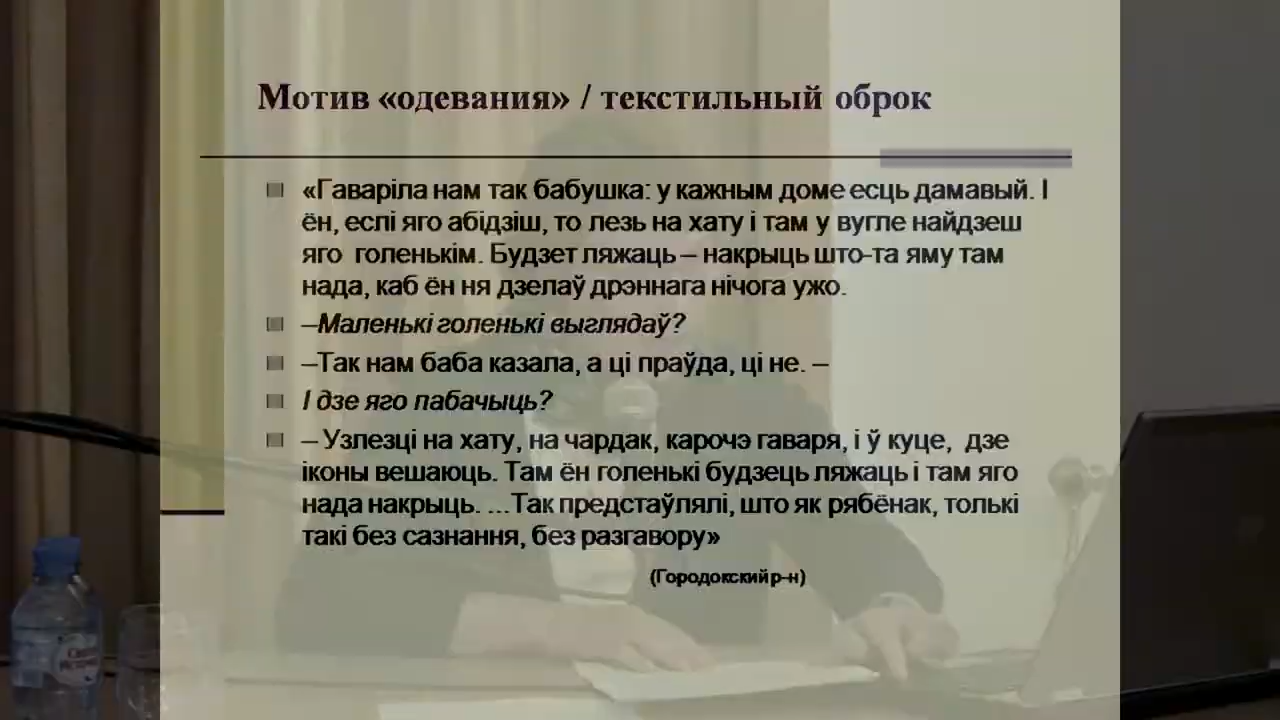 Мотив «одевания» / текстильный оброк
«Гаваріла нам так бабушка: у кажным доме есць дамавый. І
ён, еслі яго абідзіш, то лезь на хату і там у вугле найдзеш
яго голенькім. Будзет ляжаць – накрыць што-та яму там
нада, каб ён ня дзелаў дрэннага нічога ужо.
–Маленькі голенькі выглядаў?
–Так нам баба казала, а ці праўда, ці не. –
І дзе яго пабачыць?
– Узлезці на хату, на чардак, карочэ гаваря, і ў куце, дзе
іконы вешаюць. Там ён голенькі будзець ляжаць і там яго
нада накрыць. ...Так предстаўлялі, што як рябёнак, толькі
такі без сазнання, без разгавору»
(Городокский р-н)